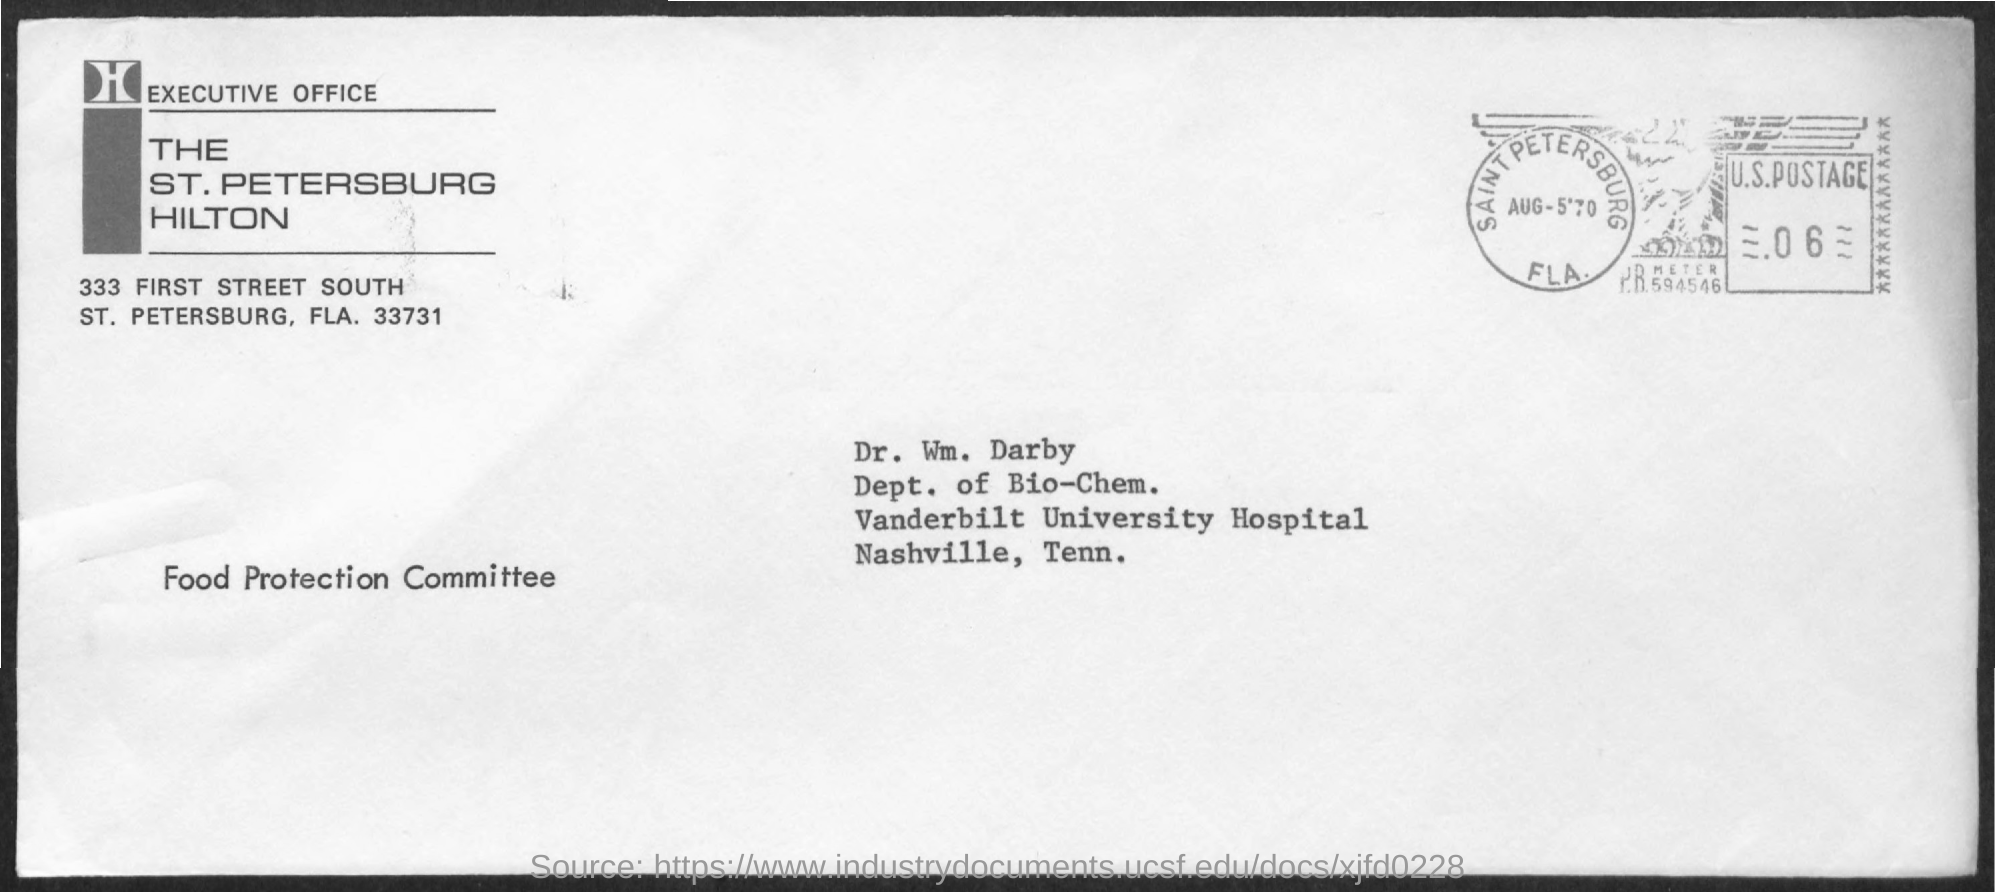 EXECUTIVE OFFICE
THE
ST. PETERSBURG
HILTON
333 FIRST STREET SOUTH
ST. PETERSBURG, FLA. 33731
SAINT PETERSBURG
AUG-5'70
FLA.
METER
594546
U.S.POSTAGE
.06
Dr. Wm. Darby
Dept. of Bio-Chem.
Vanderbilt University Hospital
Nashville, Tenn.
Food Protection Committee
Source: https://www.industrydocuments.ucsf.edu/docs/xjfd0228